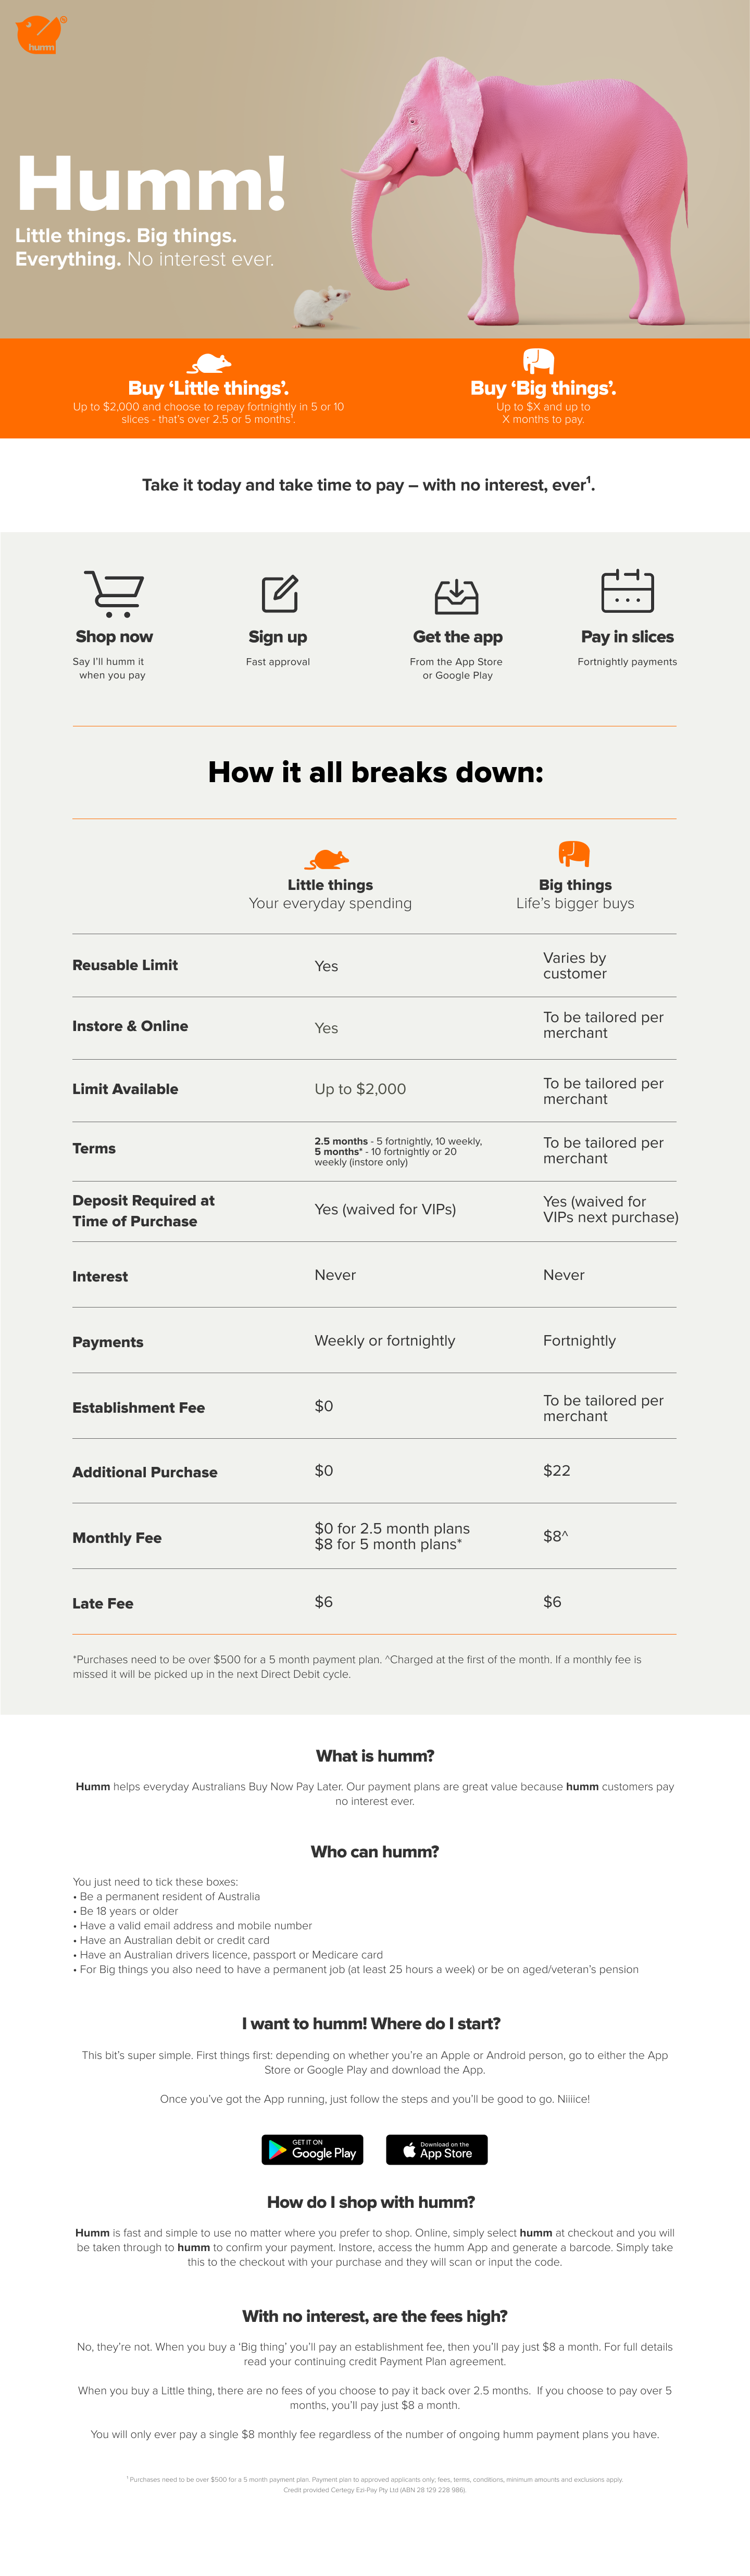 humm
Humm!
Little things. Big things.
Everything. No interest ever.
Buy ‘Little things’.
Up to $2,000 and choose to repay fortnightly in 5 or 10
slices - that’s over 2.5 or 5 months¹.
Buy ‘Big things’.
Up to $X and up to
X months to pay.
Take it today and take time to pay – with no interest, ever¹.
Shop now
Say I’ll humm it
when you pay
Sign up
Fast approval
Get the app
From the App Store
or Google Play
Pay in slices
Fortnightly payments
How it all breaks down:
Little things
Your everyday spending
Big things
Life’s bigger buys
Reusable Limit
Yes
Varies by
customer
Instore & Online
Yes
To be tailored per
merchant
Limit Available
Up to $2,000
To be tailored per
merchant
Terms
2.5 months - 5 fortnightly, 10 weekly,
5 months* - 10 fortnightly or 20
weekly (instore only)
To be tailored per
merchant
Deposit Required at
Time of Purchase
Yes (waived for VIPs)
Yes (waived for
VIPs next purchase)
Interest
Never
Never
Payments
Weekly or fortnightly
Fortnightly
Establishment Fee
$0
To be tailored per
merchant
Additional Purchase
$0
$22
Monthly Fee
$0 for 2.5 month plans
$8 for 5 month plans*
$8^
Late Fee
$6
$6
*Purchases need to be over $500 for a 5 month payment plan. ^Charged at the first of the month. If a monthly fee is
missed it will be picked up in the next Direct Debit cycle.
What is humm?
Humm helps everyday Australians Buy Now Pay Later. Our payment plans are great value because humm customers pay
no interest ever.
Who can humm?
You just need to tick these boxes:
• Be a permanent resident of Australia
• Be 18 years or older
• Have a valid email address and mobile number
• Have an Australian debit or credit card
• Have an Australian drivers licence, passport or Medicare card
• For Big things you also need to have a permanent job (at least 25 hours a week) or be on aged/veteran’s pension
I want to humm! Where do I start?
This bit’s super simple. First things first: depending on whether you’re an Apple or Android person, go to either the App
Store or Google Play and download the App.
Once you’ve got the App running, just follow the steps and you’ll be good to go. Niiiice!
GET IT ON
Google Play
Download on the
App Store
How do I shop with humm?
Humm is fast and simple to use no matter where you prefer to shop. Online, simply select humm at checkout and you will
be taken through to humm to confirm your payment. Instore, access the humm App and generate a barcode. Simply take
this to the checkout with your purchase and they will scan or input the code.
With no interest, are the fees high?
No, they’re not. When you buy a ‘Big thing’ you’ll pay an establishment fee, then you’ll pay just $8 a month. For full details
read your continuing credit Payment Plan agreement.
When you buy a Little thing, there are no fees of you choose to pay it back over 2.5 months. If you choose to pay over 5
months, you’ll pay just $8 a month.
You will only ever pay a single $8 monthly fee regardless of the number of ongoing humm payment plans you have.
¹ Purchases need to be over $500 for a 5 month payment plan. Payment plan to approved applicants only; fees, terms, conditions, minimum amounts and exclusions apply.
Credit provided Certegy Ezi-Pay Pty Ltd (ABN 28 129 228 986).